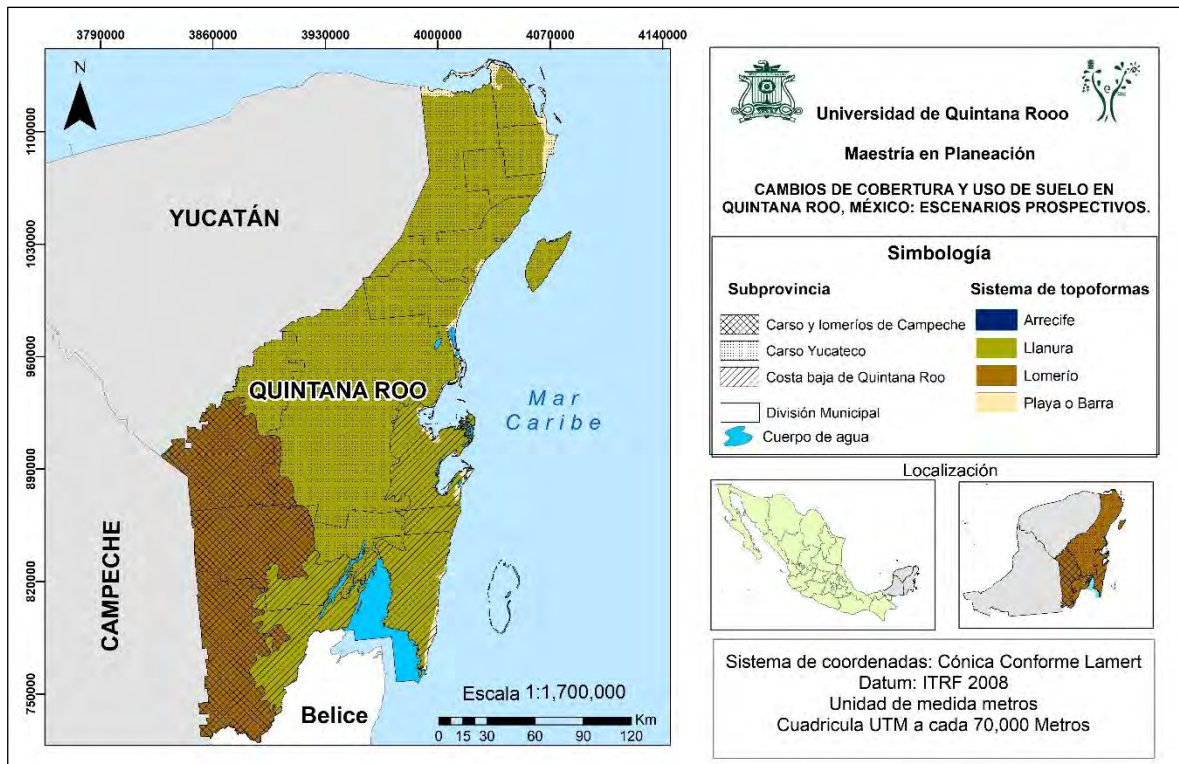 3790000 3860000 3930000 4000000 4070000 4140000
N
1100000
1030000
960000
890000
820000
750000
YUCATÁN
QUINTANA ROO
CAMPECHE
Mar
Caribe
Belice
Escala 1:1,700,000
Km
0 15 30 60 90 120
Universidad de Quintana Rooo
Maestría en Planeación
CAMBIOS DE COBERTURA Y USO DE SUELO EN
QUINTANA ROO, MÉXICO: ESCENARIOS PROSPECTIVOS.
Simbología
Subprovincia
Carso y lomeríos de Campeche
Carso Yucateco
Costa baja de Quintana Roo
División Municipal
Cuerpo de agua
Sistema de topoformas
Arrecife
Llanura
Lomerío
Playa o Barra
Localización
Sistema de coordenadas: Cónica Conforme Lamert
Datum: ITRF 2008
Unidad de medida metros
Cuadricula UTM a cada 70,000 Metros